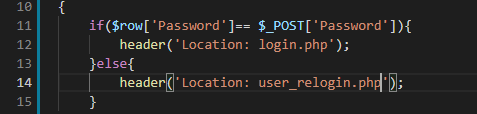 10 {
11 if($row['Password']== $_POST['Password']){
12 header('Location: login.php');
13 }else{
14 header('Location: user_relogin.php');
15 }